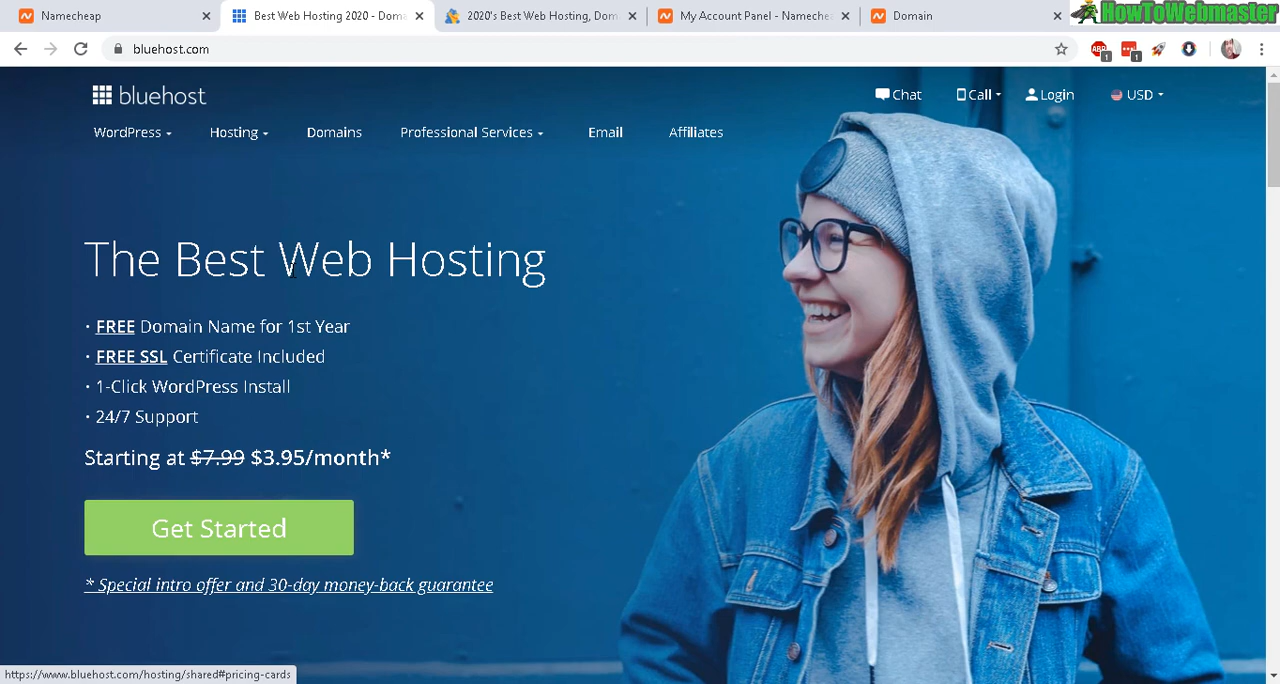 Namecheap
Best Web Hosting 2020 - Doma
2020's Best Web Hosting, Dom
My Account Panel - Namechea
Domain
HowToWebmaster
bluehost.com
ABP
1
1
bluehost
Chat
Call
Login
USD
WordPress
Hosting
Domains
Professional Services
Email
Affiliates
The Best Web Hosting
· FREE Domain Name for 1st Year
· FREE SSL Certificate Included
· 1-Click WordPress Install
· 24/7 Support
Starting at $7.99 $3.95/month*
Get Started
* Special intro offer and 30-day money-back guarantee
https://www.bluehost.com/hosting/shared#pricing-cards